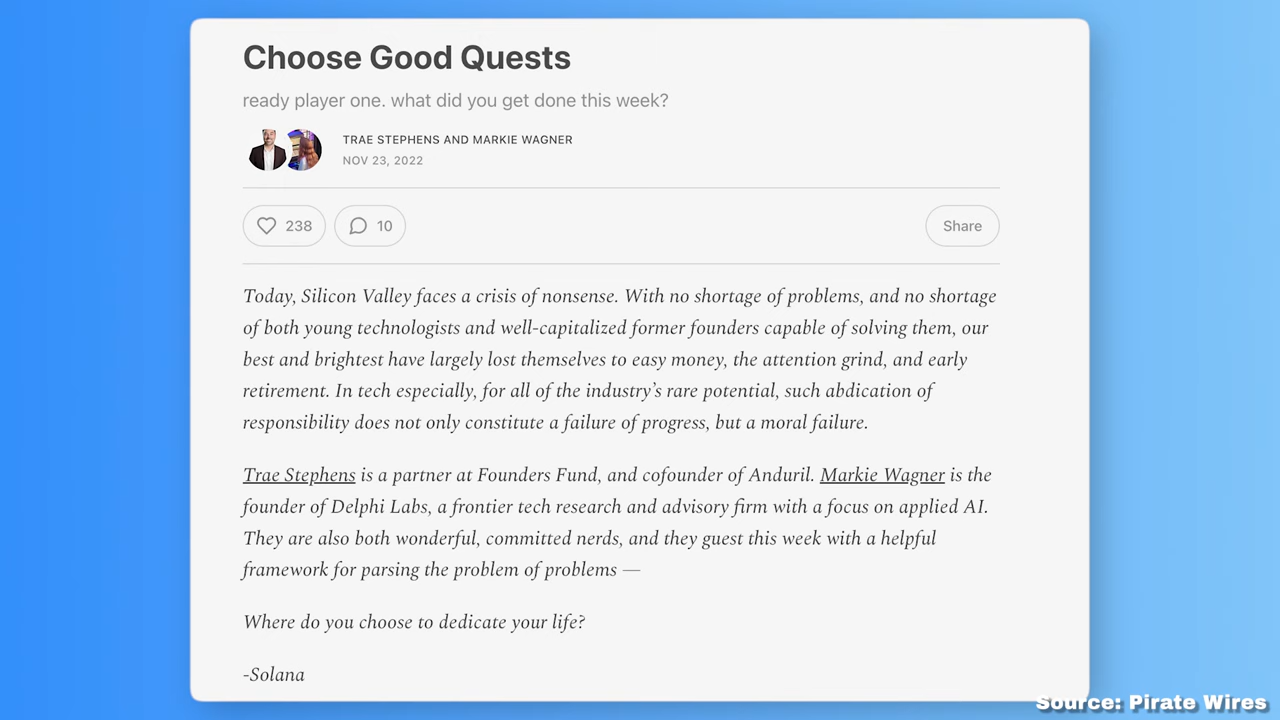 Choose Good Quests
ready player one. what did you get done this week?
TRAE STEPHENS AND MARKIE WAGNER
NOV 23, 2022
238
10
Share
Today, Silicon Valley faces a crisis of nonsense. With no shortage of problems, and no shortage
of both young technologists and well-capitalized former founders capable of solving them, our
best and brightest have largely lost themselves to easy money, the attention grind, and early
retirement. In tech especially, for all of the industry’s rare potential, such abdication of
responsibility does not only constitute a failure of progress, but a moral failure.
Trae Stephens is a partner at Founders Fund, and cofounder of Anduril. Markie Wagner is the
founder of Delphi Labs, a frontier tech research and advisory firm with a focus on applied AI.
They are also both wonderful, committed nerds, and they guest this week with a helpful
framework for parsing the problem of problems —
Where do you choose to dedicate your life?
-Solana
Source: Pirate Wires